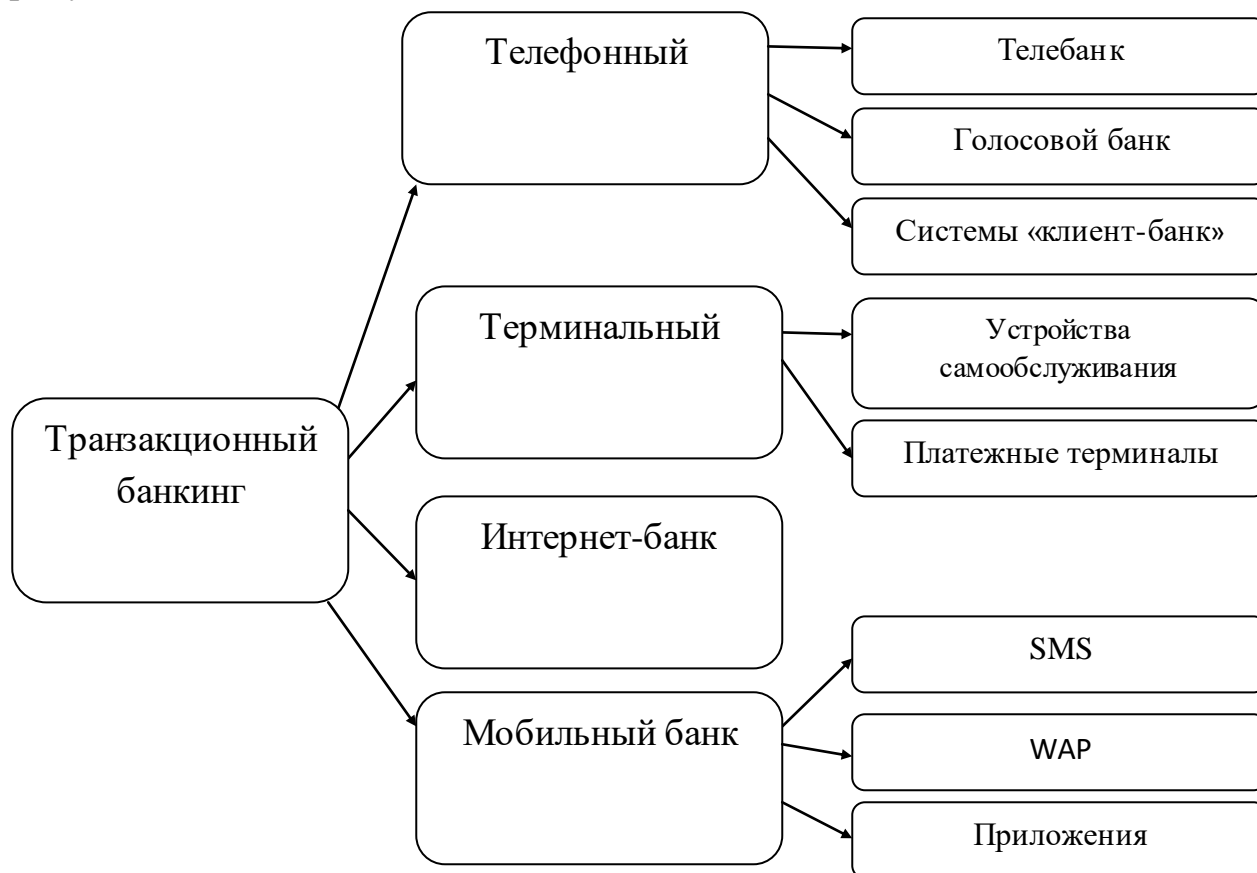 Телефонный
Телебанк
Голосовой банк
Системы «клиент-банк»
Терминальный
Устройства
самообслуживания
Платежные терминалы
Транзакционный
банкинг
Интернет-банк
Мобильный банк
SMS
WAP
Приложения